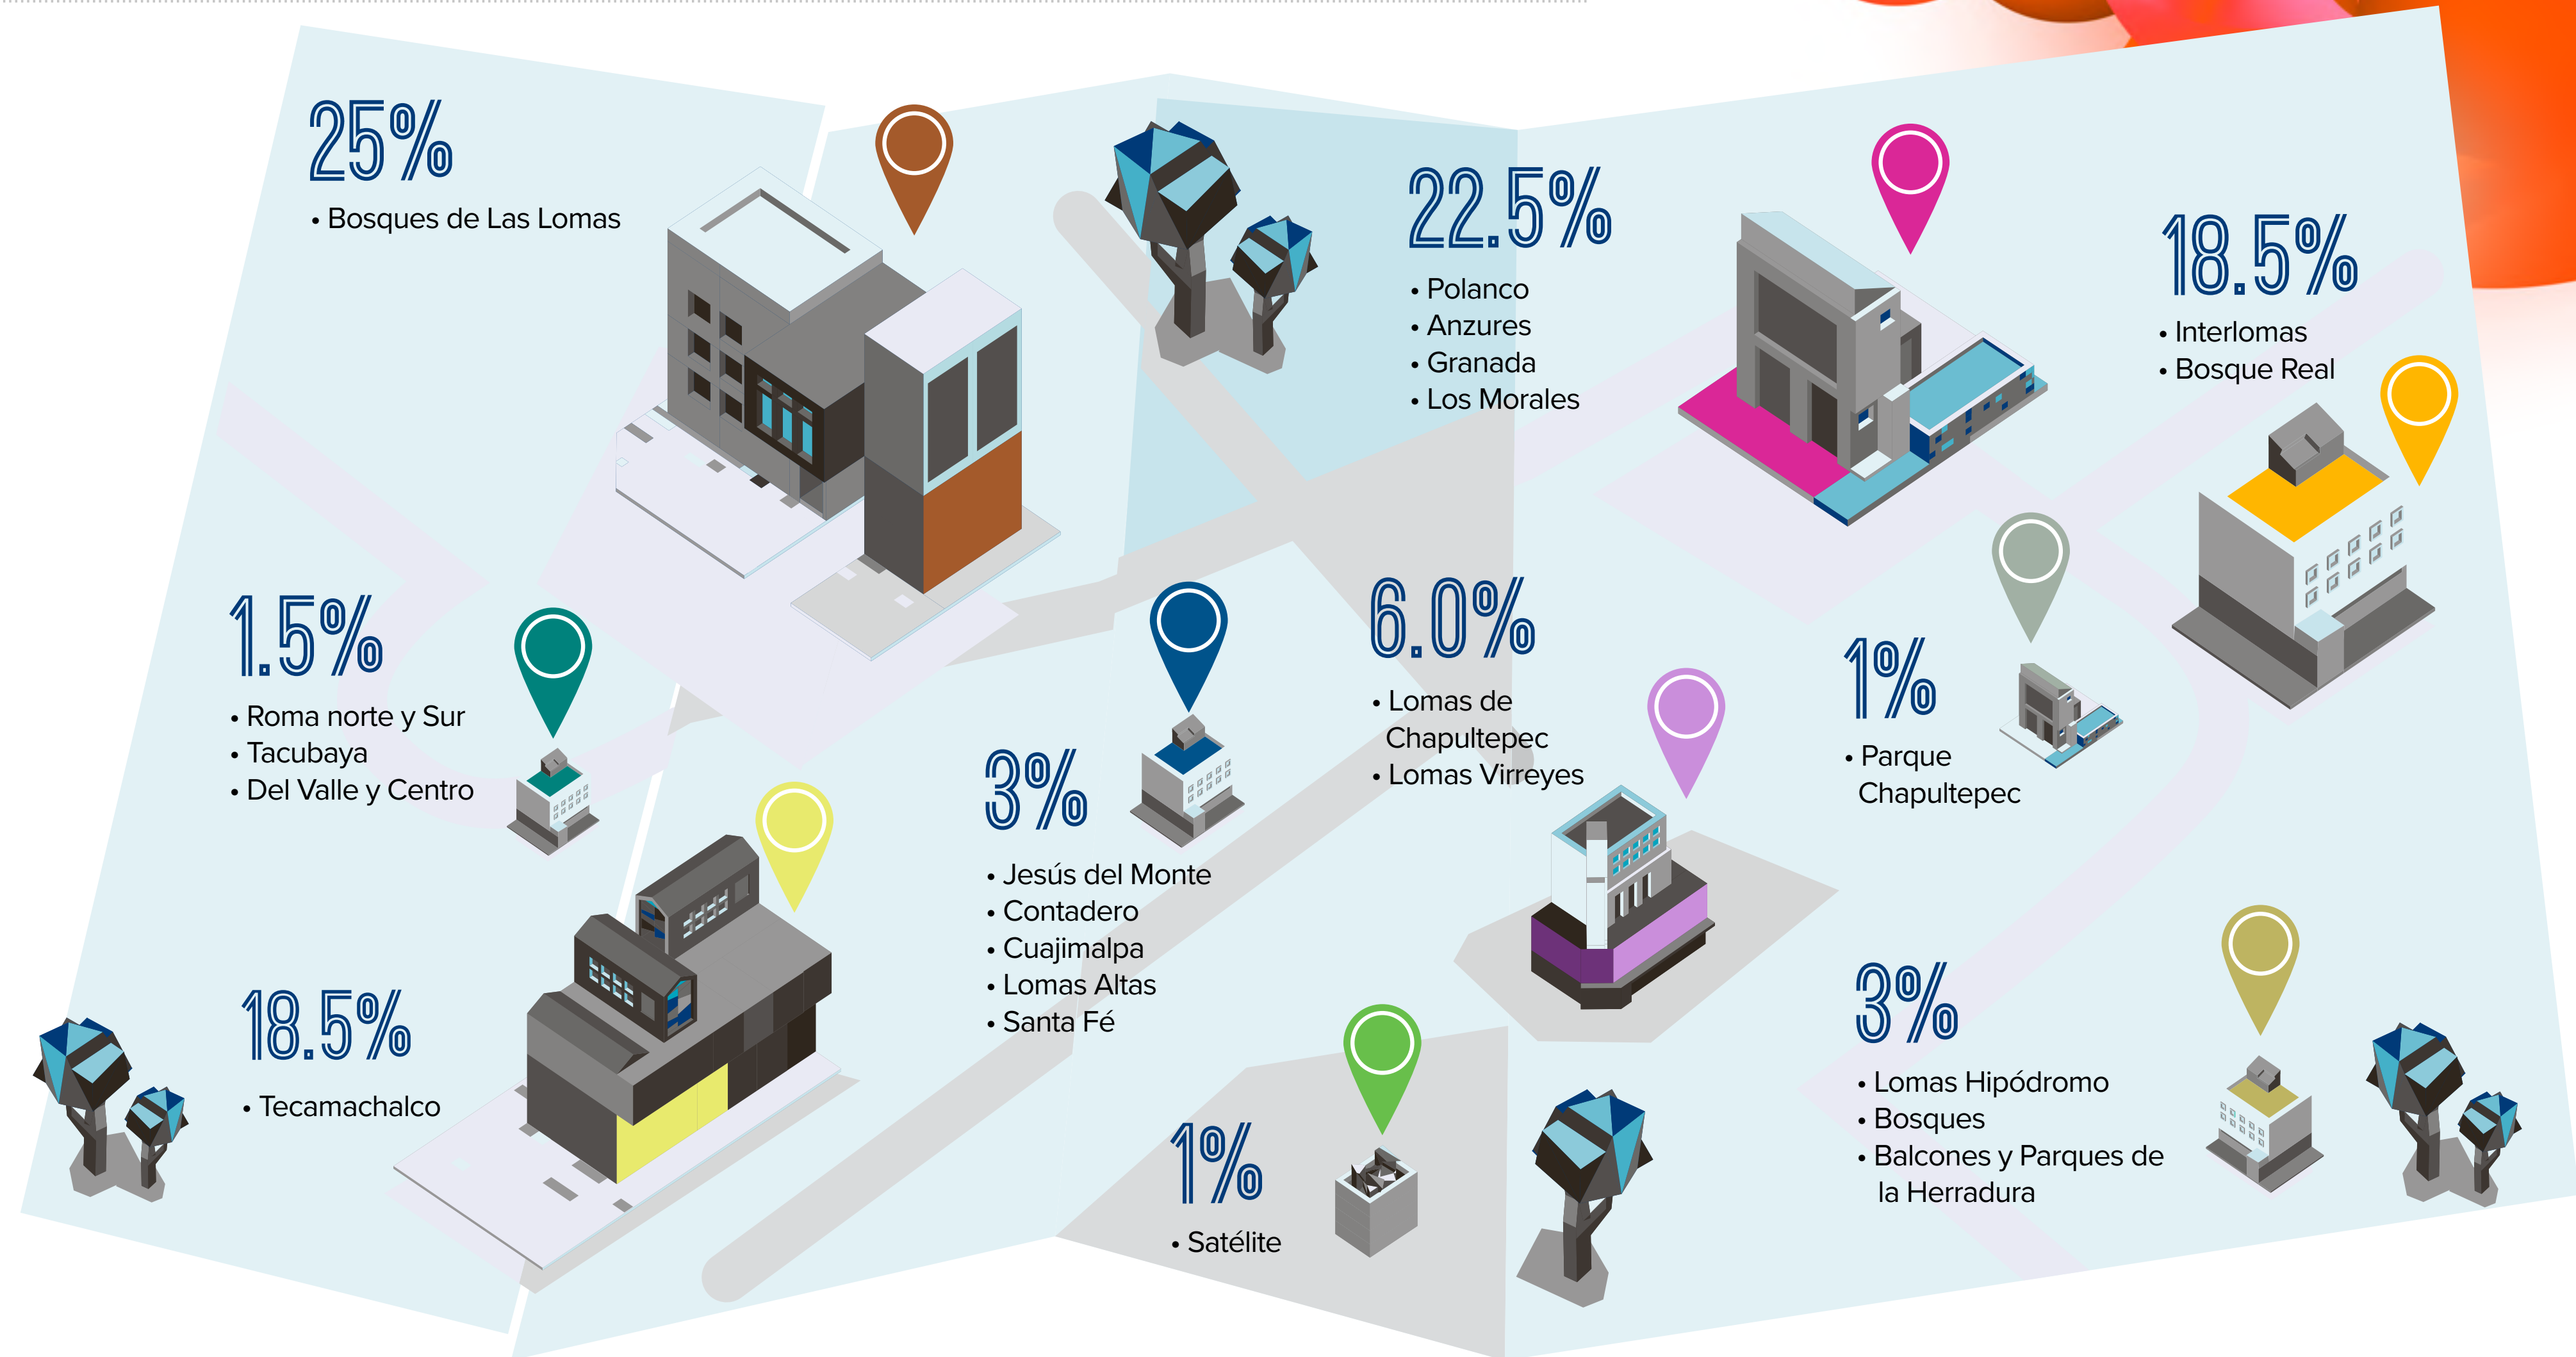 25%
• Bosques de Las Lomas
22.5%
• Polanco
• Anzures
• Granada
• Los Morales
18.5%
• Interlomas
• Bosque Real
1.5%
• Roma norte y Sur
• Tacubaya
• Del Valle y Centro
3%
• Jesús del Monte
• Contadero
• Cuajimalpa
• Lomas Altas
• Santa Fé
6.0%
• Lomas de
Chapultepec
• Lomas Virreyes
1%
• Parque
Chapultepec
18.5%
• Tecamachalco
1%
• Satélite
3%
• Lomas Hipódromo
• Bosques
• Balcones y Parques de
la Herradura